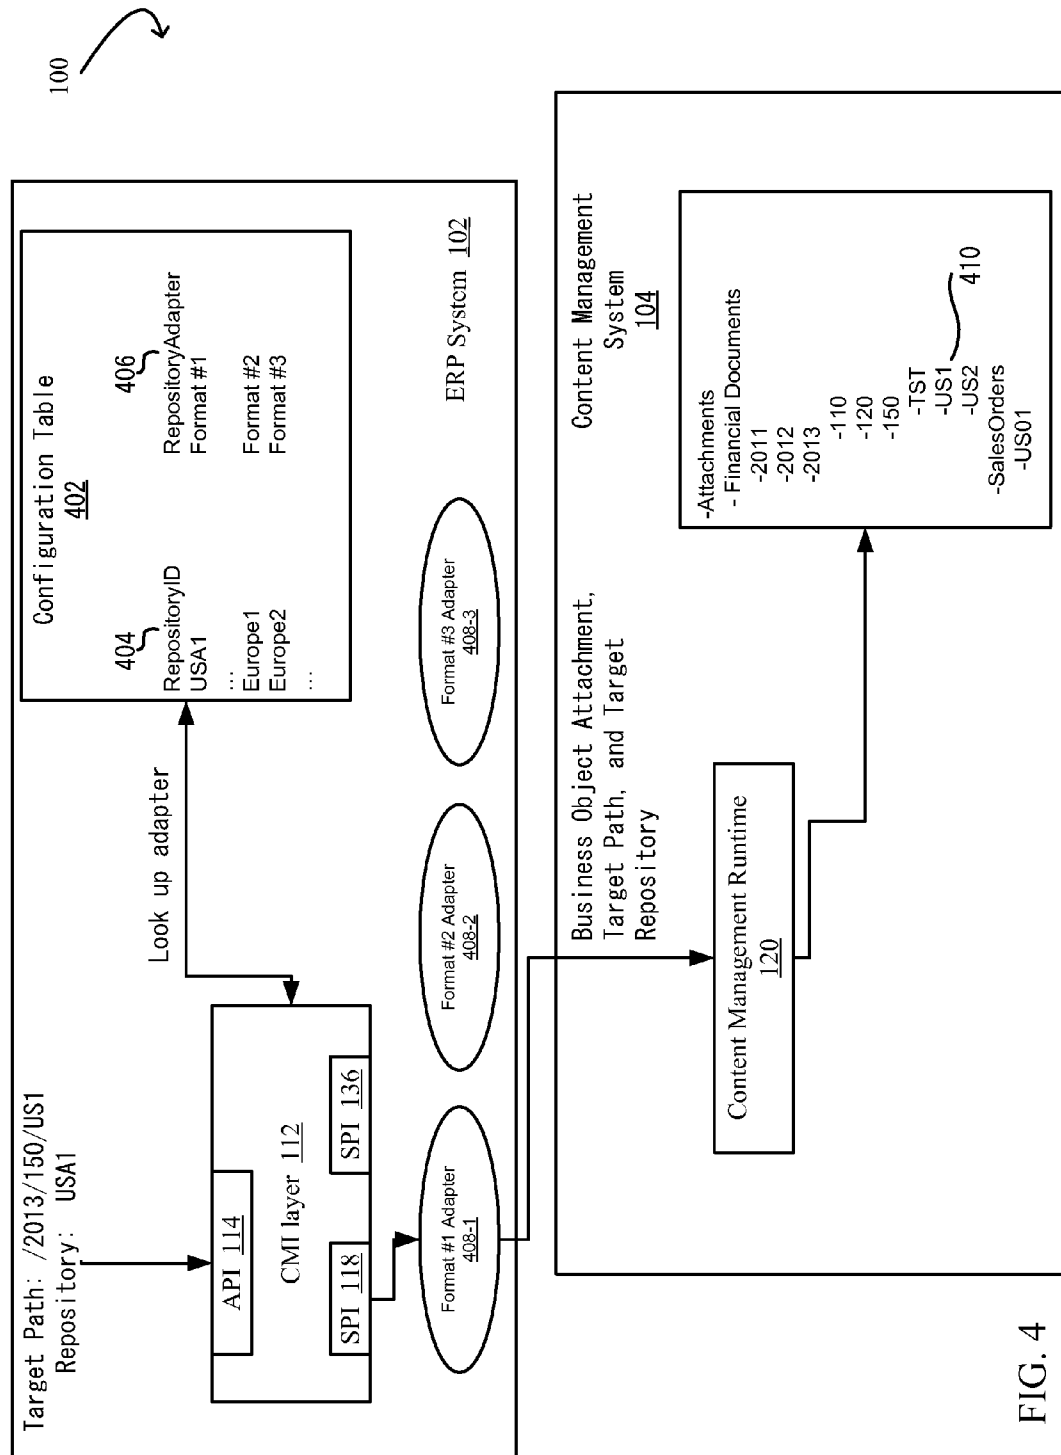 100
Target Path: /2013/150/US1
Repository: USA1
API 114
CMI layer 112
SPI 118
SPI 136
Look up adapter
Configuration Table
402
404
406
RepositoryID RepositoryAdapter
USA1 Format #1
...
Europe1 Format #2
Europe2 Format #3
...
Format #1 Adapter
408-1
Format #2 Adapter
408-2
Format #3 Adapter
408-3
ERP System 102
Business Object Attachment,
Target Path, and Target
Repository
Content Management
System
104
Content Management Runtime
120
-Attachments
- Financial Documents
-2011
-2012
-2013
-110
-120
-150
-TST
-US1
-US2
-SalesOrders
-US01
410
FIG. 4